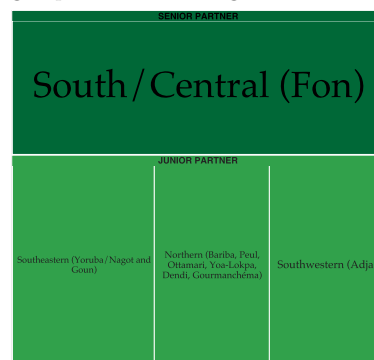 SENIOR PARTNER
South/Central (Fon)
JUNIOR PARTNER
Southeastern (Yoruba/Nagot and
Goun)
Northern (Bariba, Peul,
Ottamari, Yoa-Lokpa,
Dendi, Gourmanchéma)
Southwestern (Adja